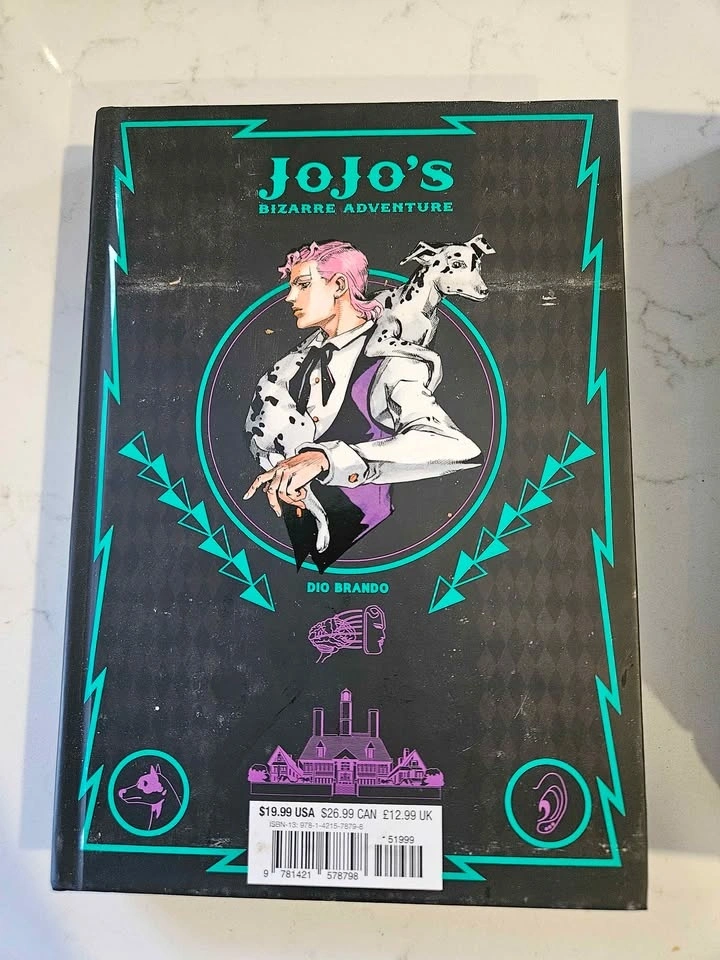 JOJO'S
BIZARRE ADVENTURE
DIO BRANDO
$19.99 USA $26.99 CAN £12.99 UK
ISBN-13: 978-1-4215-7879-8
51999
9 781421 578798